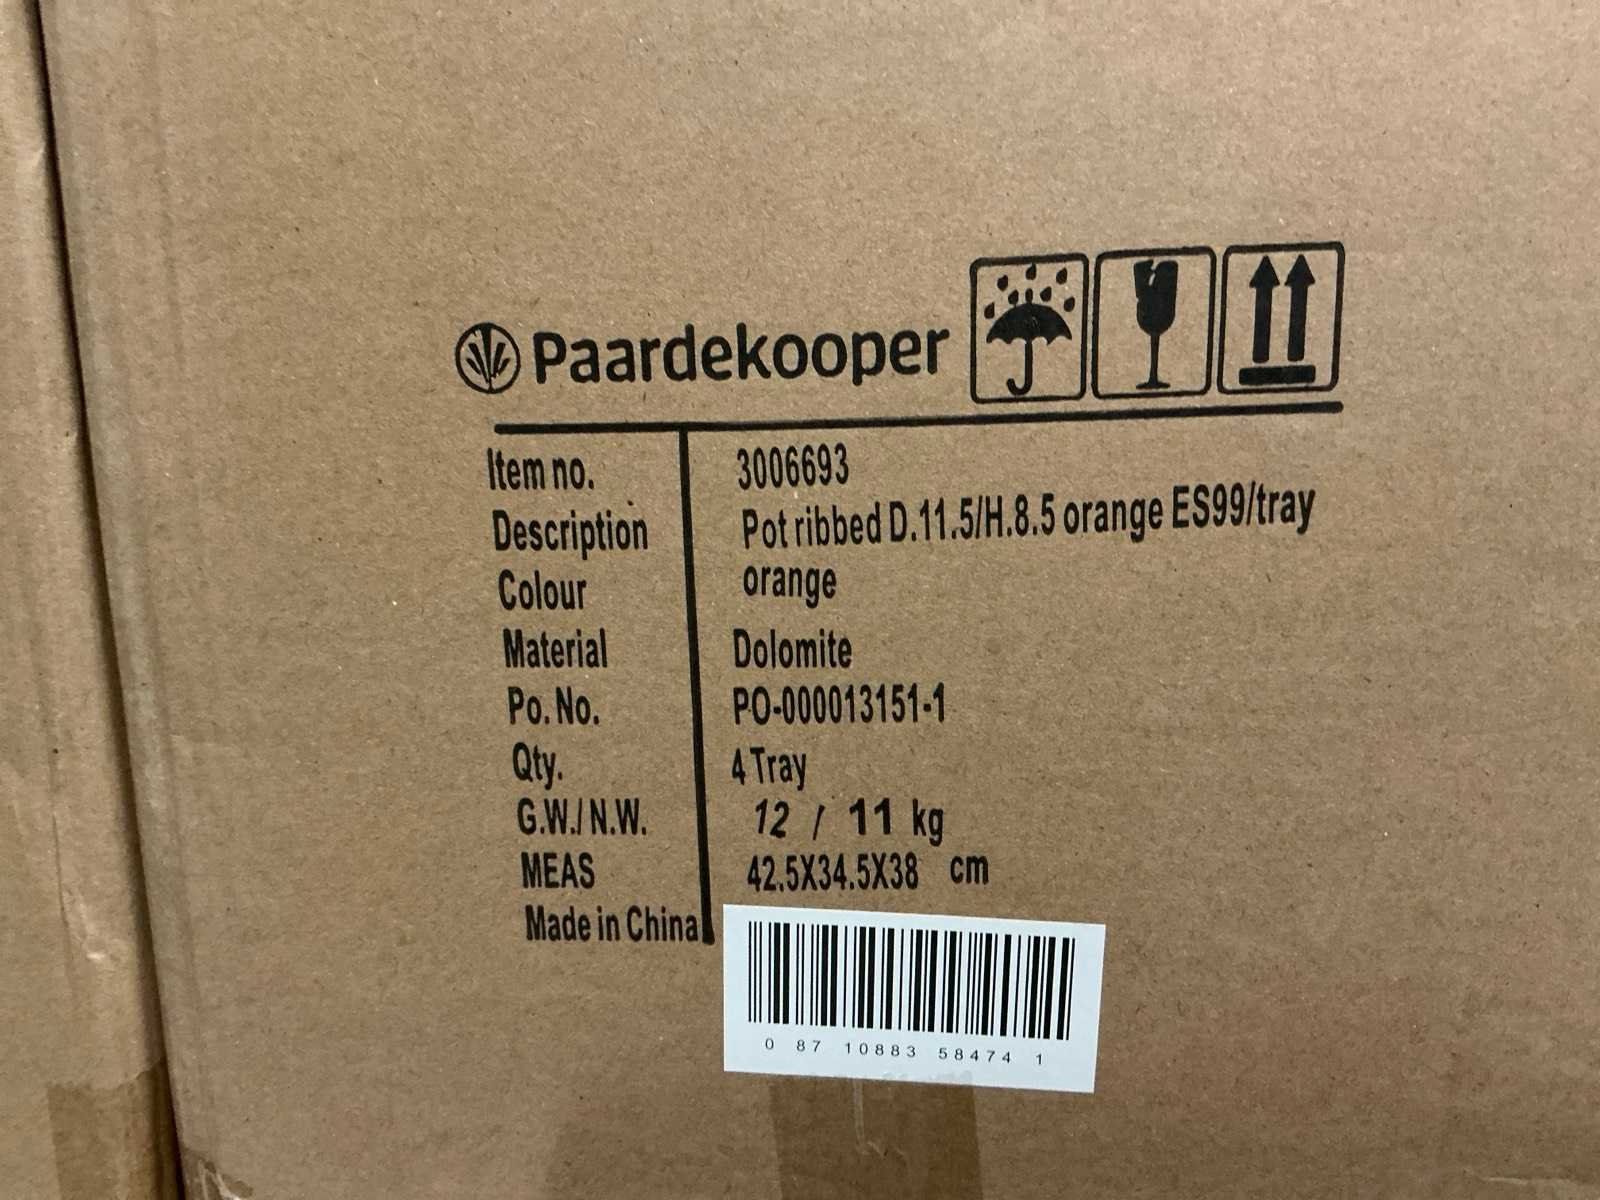 Paardekooper
Item no. 3006693
Description Pot ribbed D.11.5/H.8.5 orange ES99/tray
Colour orange
Material Dolomite
Po. No. PO-000013151-1
Qty. 4 Tray
G.W./ N.W. 12 / 11 kg
MEAS 42.5X34.5X38 cm
Made in China
0 87 10883 58474 1